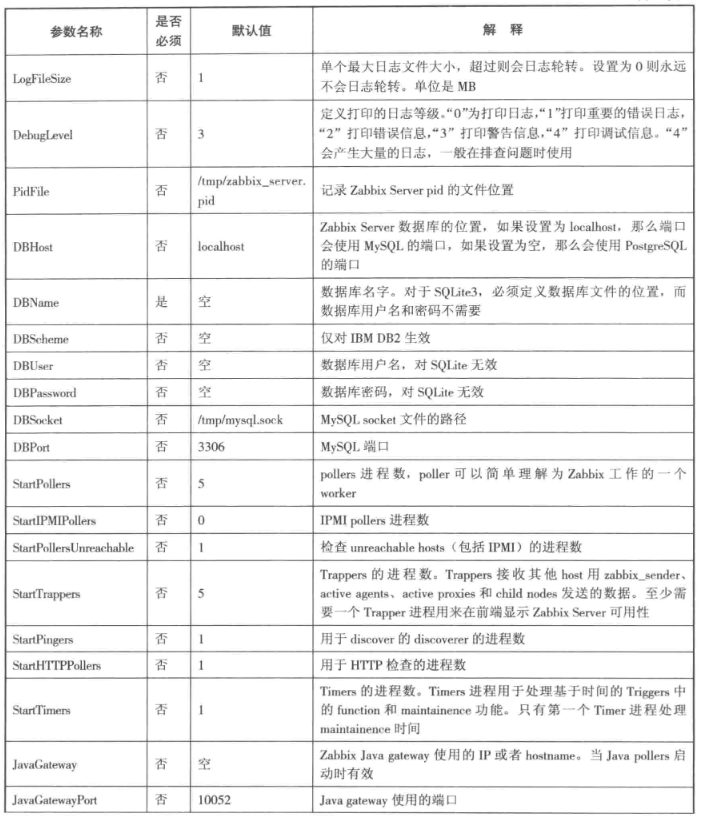 参数名称 是否必须 默认值 解 释
LogFileSize 否 1 单个最大日志文件大小，超过则会日志轮转。设置为 0 则永远
不会日志轮转。单位是 MB
DebugLevel 否 3 定义打印的日志等级。“0”为打印日志，“1”打印重要的错误日志，
“2” 打印错误信息，“3” 打印警告信息，“4” 打印调试信息。“4”
会产生大量的日志，一般在排查问题时使用
PidFile 否 /tmp/zabbix_server.
pid 记录 Zabbix Server pid 的文件位置
DBHost 否 localhost Zabbix Server 数据库的位置，如果设置为 localhost，那么端口
会使用 MySQL 的端口，如果设置为空，那么会使用 PostgreSQL
的端口
DBName 是 空 数据库名字。对于 SQLite3，必须定义数据库文件的位置，而
数据库用户名和密码不需要
DBScheme 否 空 仅对 IBM DB2 生效
DBUser 否 空 数据库用户名，对 SQLite 无效
DBPassword 否 空 数据库密码，对 SQLite 无效
DBSocket 否 /tmp/mysql.sock MySQL socket 文件的路径
DBPort 否 3306 MySQL 端口
StartPollers 否 5 pollers 进程数，poller 可以简单理解为 Zabbix 工作的一个
worker
StartIPMIPollers 否 0 IPMI pollers 进程数
StartPollersUnreachable 否 1 检查 unreachable hosts（包括 IPMI）的进程数
StartTrappers 否 5 Trappers 的进程数。Trappers 接收其他 host 用 zabbix_sender、
active agents、active proxies 和 child nodes 发送的数据。至少需
要一个 Trapper 进程用来在前端显示 Zabbix Server 可用性
StartPingers 否 1 用于 discover 的 discoverer 的进程数
StartHTTPPollers 否 1 用于 HTTP 检查的进程数
StartTimers 否 1 Timers 的进程数。Timers 进程用于处理基于时间的 Triggers 中
的 function 和 maintainence 功能。只有第一个 Timer 进程处理
maintainence 时间
JavaGateway 否 空 Zabbix Java gateway 使用的 IP 或者 hostname。当 Java pollers 启
动时有效
JavaGatewayPort 否 10052 Java gateway 使用的端口